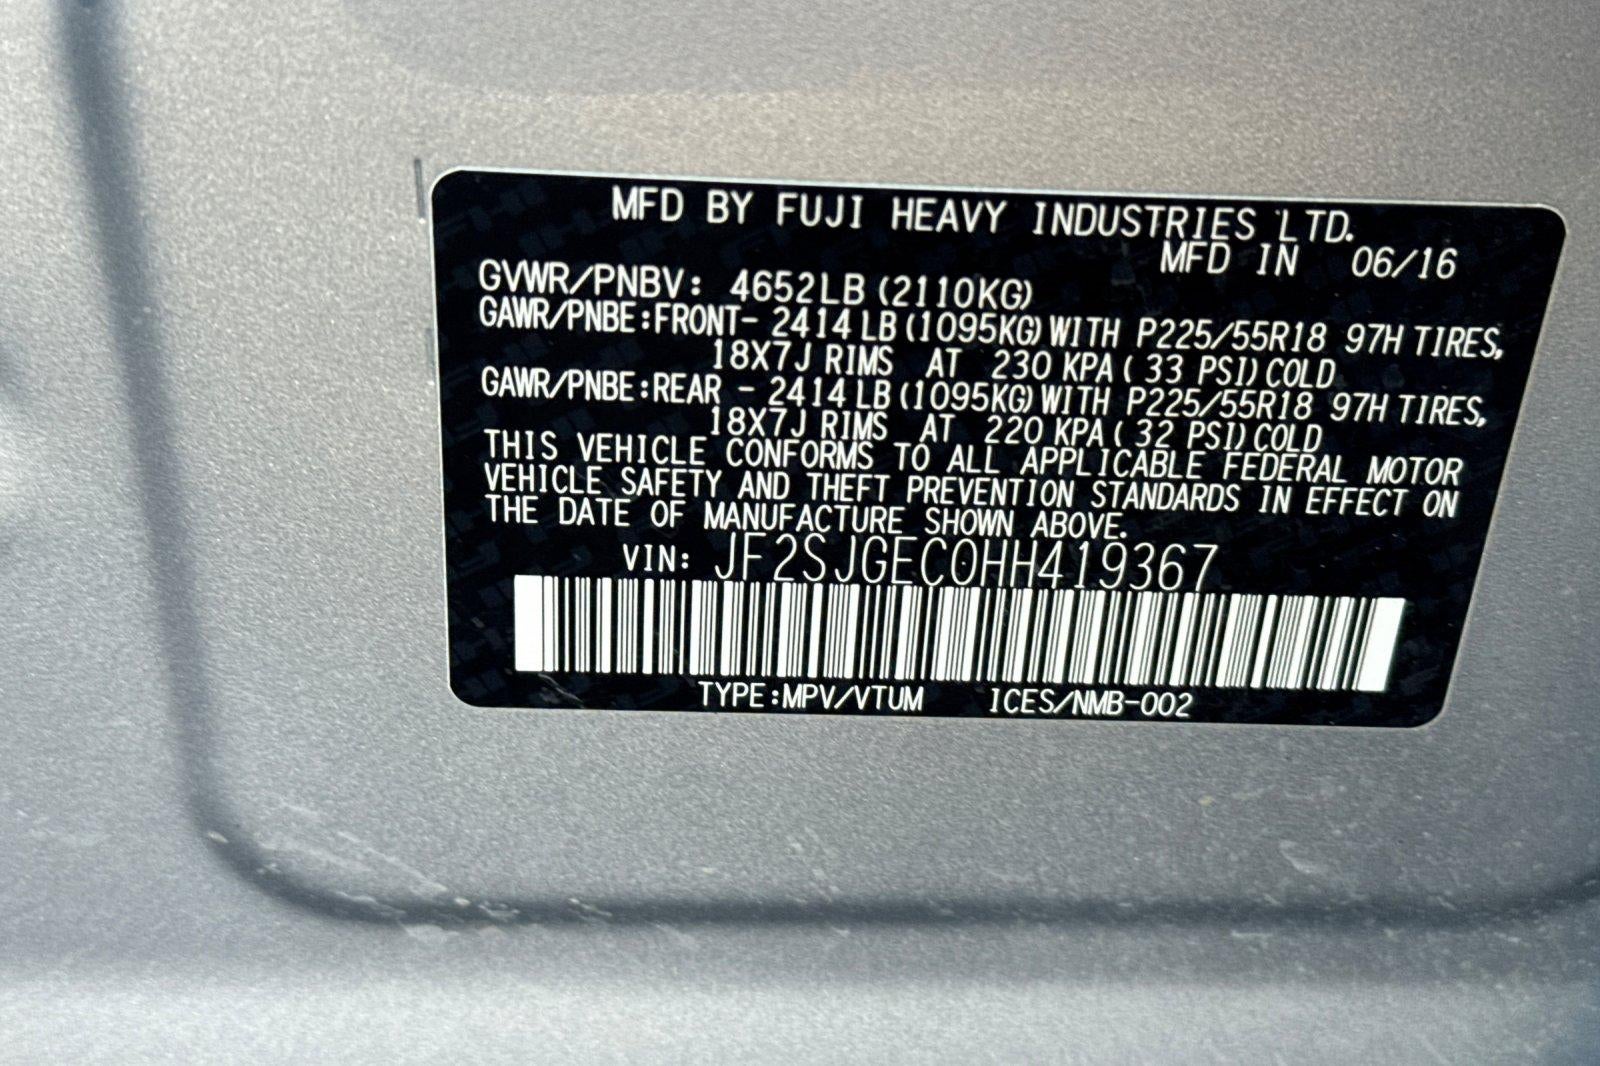 MFD BY FUJI HEAVY INDUSTRIES LTD.
MFD IN 06/16
GVWR/PNBV: 4652LB (2110KG)
GAWR/PNBE:FRONT- 2414 LB (1095KG) WITH P225/55R18 97H TIRES,
18X7J RIMS AT 230 KPA ( 33 PSI) COLD
GAWR/PNBE:REAR - 2414 LB (1095KG) WITH P225/55R18 97H TIRES,
18X7J RIMS AT 220 KPA ( 32 PSI) COLD
THIS VEHICLE CONFORMS TO ALL APPLICABLE FEDERAL MOTOR
VEHICLE SAFETY AND THEFT PREVENTION STANDARDS IN EFFECT ON
THE DATE OF MANUFACTURE SHOWN ABOVE.
VIN: JF2SJGEC0HH419367
TYPE:MPV/VTUM ICES/NMB-002